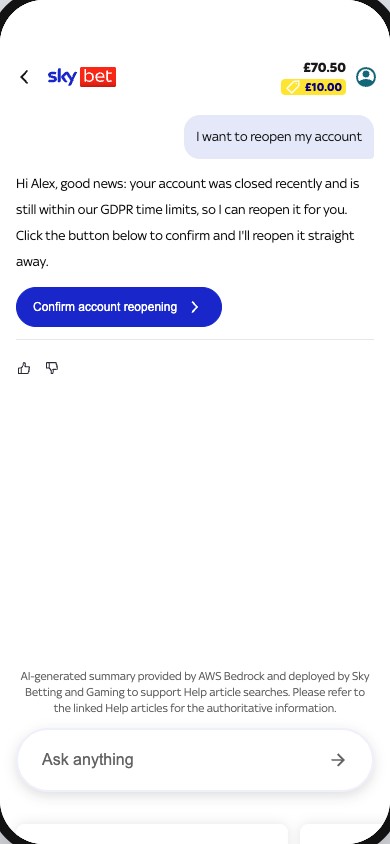 £70.50
sky bet
£10.00
I want to reopen my account
Hi Alex, good news: your account was closed recently and is
still within our GDPR time limits, so I can reopen it for you.
Click the button below to confirm and I'll reopen it straight
away.
Confirm account reopening
AI-generated summary provided by AWS Bedrock and deployed by Sky
Betting and Gaming to support Help article searches. Please refer to
the linked Help articles for the authoritative information.
Ask anything